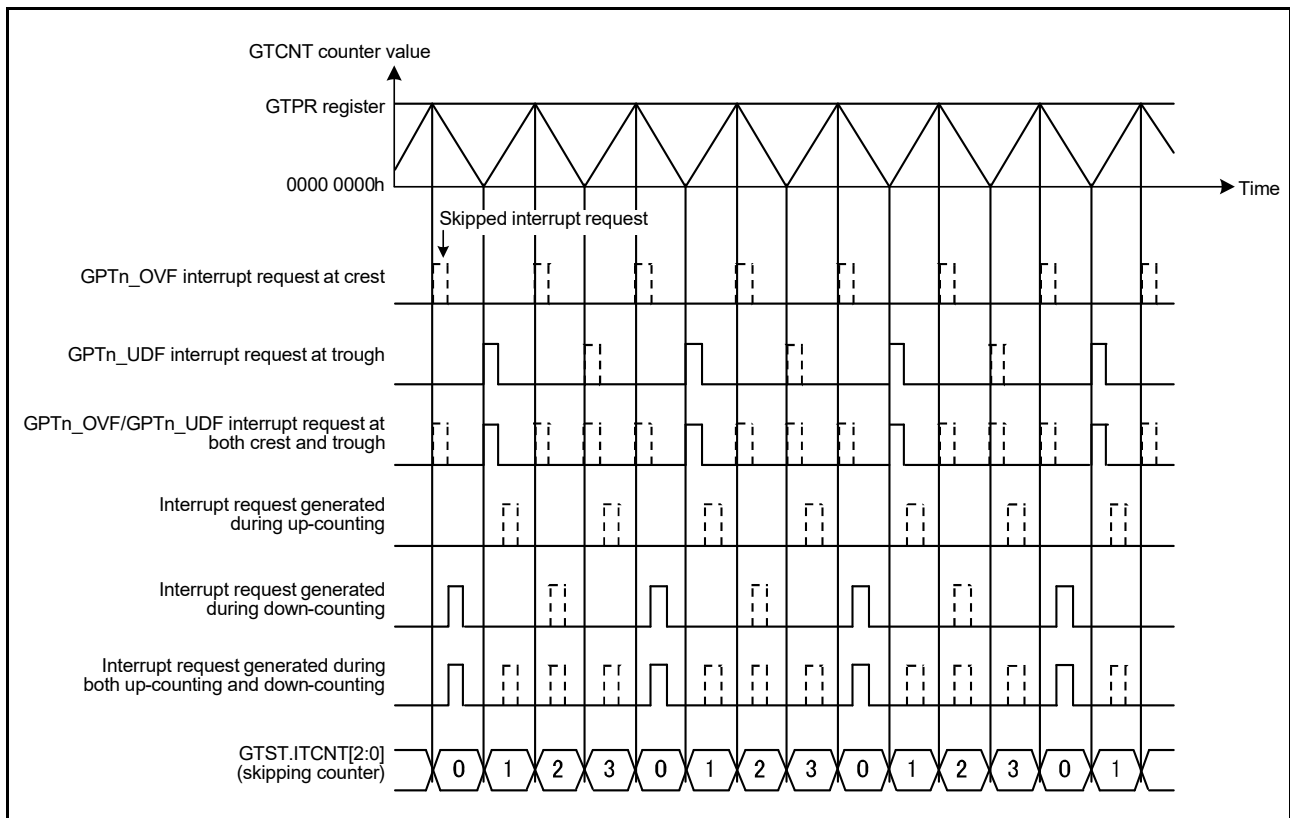 GTCNT counter value
GTPR register
0000 0000h
Time
Skipped interrupt request
GPTn_OVF interrupt request at crest
GPTn_UDF interrupt request at trough
GPTn_OVF/GPTn_UDF interrupt request at
both crest and trough
Interrupt request generated
during up-counting
Interrupt request generated
during down-counting
Interrupt request generated during
both up-counting and down-counting
GTST.ITCNT[2:0]
(skipping counter)
0 1 2 3 0 1 2 3 0 1 2 3 0 1